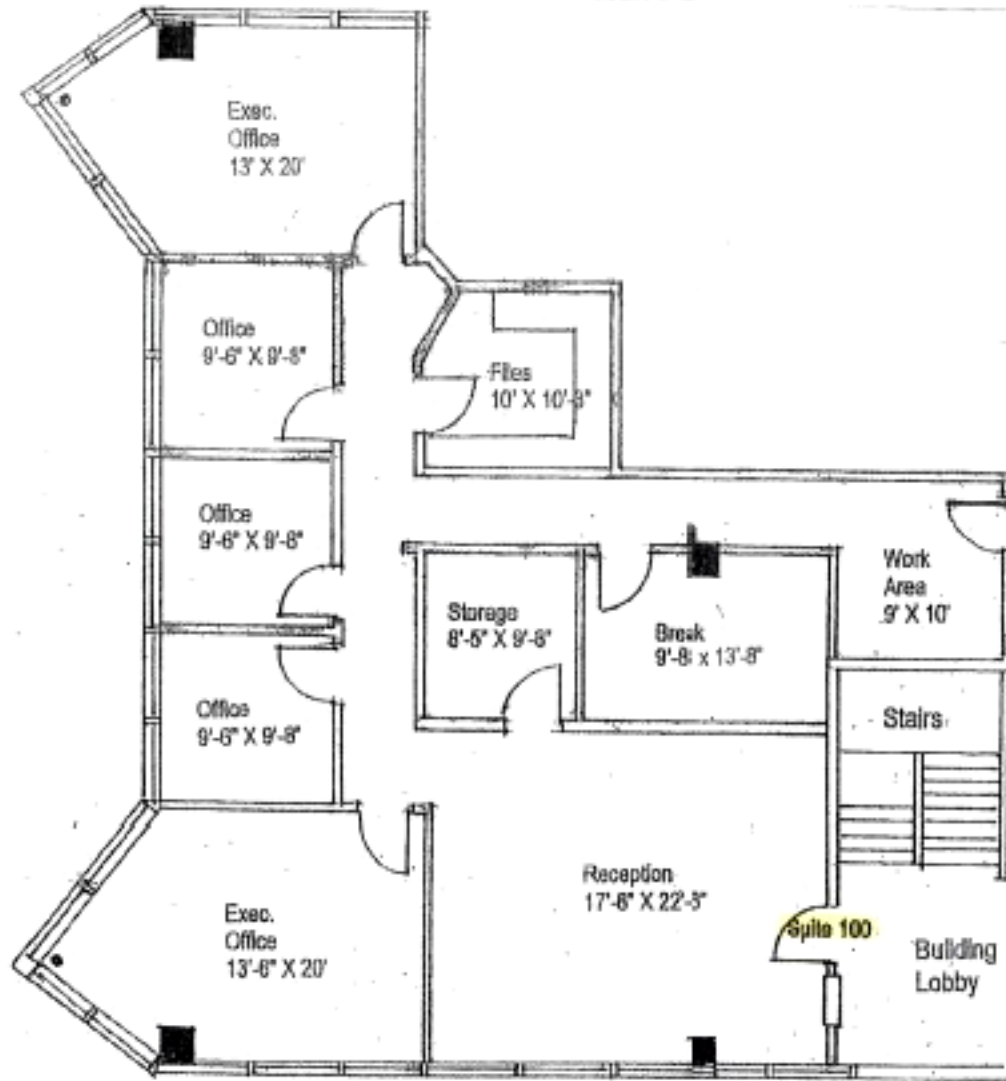 Exec.
Office
13' X 20'
Office
9'-6" X 9'-8"
Files
10' X 10'-3"
Office
9'-6" X 9'-8"
Work
Area
9' X 10'
Storage
8'-5" X 9'-8"
Break
9'-8" x 13'-8"
Office
9'-6" X 9'-8"
Stairs
Reception
17'-6" X 22'-3"
Suite 100
Exec.
Office
13'-6" X 20'
Building
Lobby